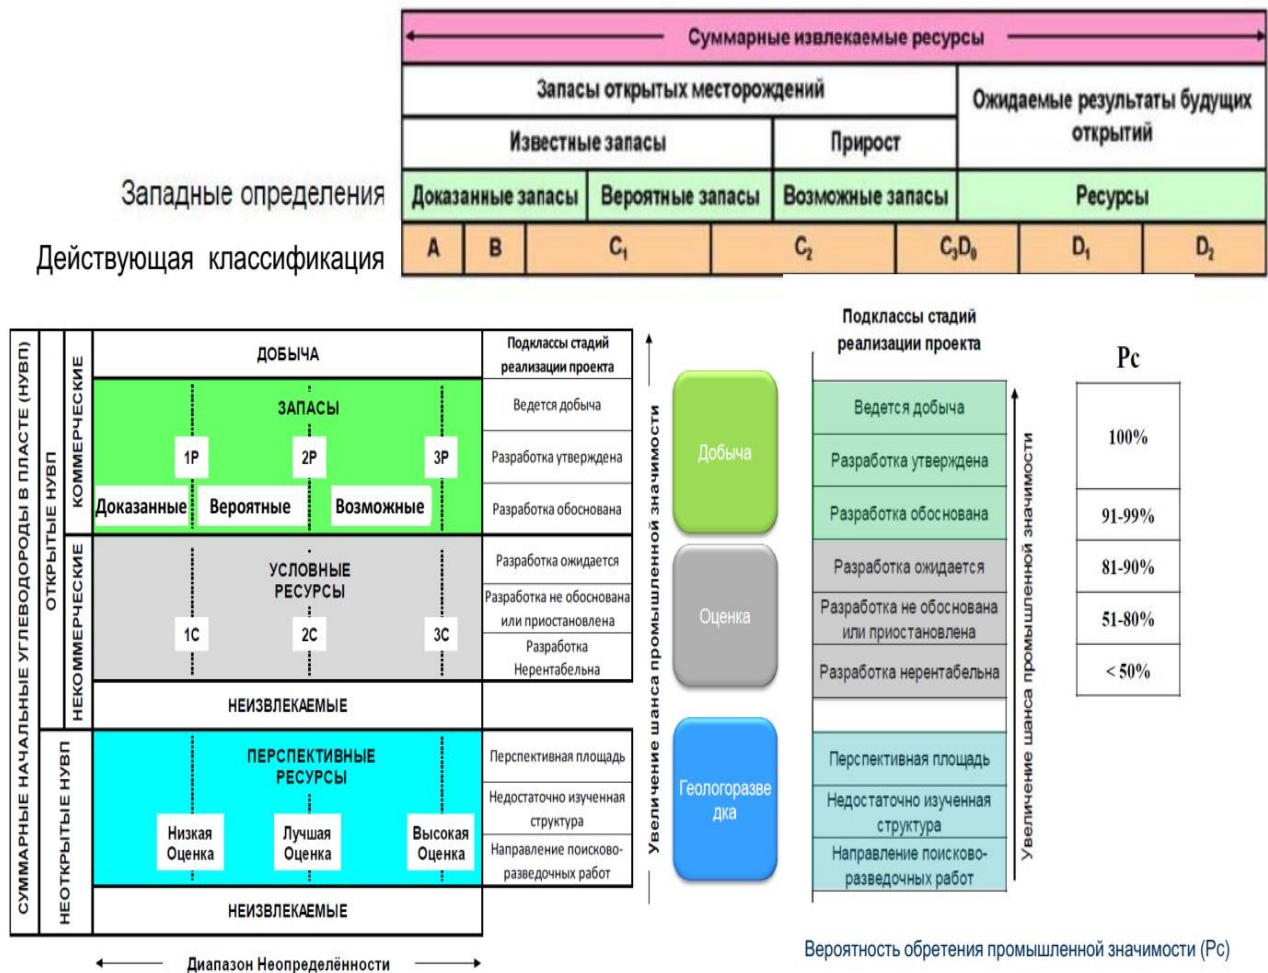 Суммарные извлекаемые ресурсы
Запасы открытых месторождений
Ожидаемые результаты будущих
открытий
Известные запасы
Прирост
Западные определения
Доказанные запасы
Вероятные запасы
Возможные запасы
Ресурсы
Действующая классификация
A
B
C₁
C₂
C₃D₀
D₁
D₂
СУММАРНЫЕ НАЧАЛЬНЫЕ УГЛЕВОДОРОДЫ В ПЛАСТЕ (НУВП)
ОТКРЫТЫЕ НУВП
КОММЕРЧЕСКИЕ
ДОБЫЧА
Подклассы стадий
реализации проекта
ЗАПАСЫ
1P
2P
3P
Доказанные
Вероятные
Возможные
Ведется добыча
Разработка утверждена
Разработка обоснована
НЕКОММЕРЧЕСКИЕ
УСЛОВНЫЕ
РЕСУРСЫ
1C
2C
3C
Разработка ожидается
Разработка не обоснована
или приостановлена
Разработка
Нерентабельна
НЕИЗВЛЕКАЕМЫЕ
НЕОТКРЫТЫЕ НУВП
ПЕРСПЕКТИВНЫЕ
РЕСУРСЫ
Низкая
Оценка
Лучшая
Оценка
Высокая
Оценка
Перспективная площадь
Недостаточно изученная
структура
Направление поисково-
разведочных работ
НЕИЗВЛЕКАЕМЫЕ
Диапазон Неопределённости
Увеличение шанса промышленной значимости
Добыча
Оценка
Геологоразве
дка
Подклассы стадий
реализации проекта
Ведется добыча
Разработка утверждена
Разработка обоснована
Разработка ожидается
Разработка не обоснована
или приостановлена
Разработка нерентабельна
Перспективная площадь
Недостаточно изученная
структура
Направление поисково-
разведочных работ
Увеличение шанса промышленной значимости
Pc
100%
91-99%
81-90%
51-80%
< 50%
Вероятность обретения промышленной значимости (Pc)